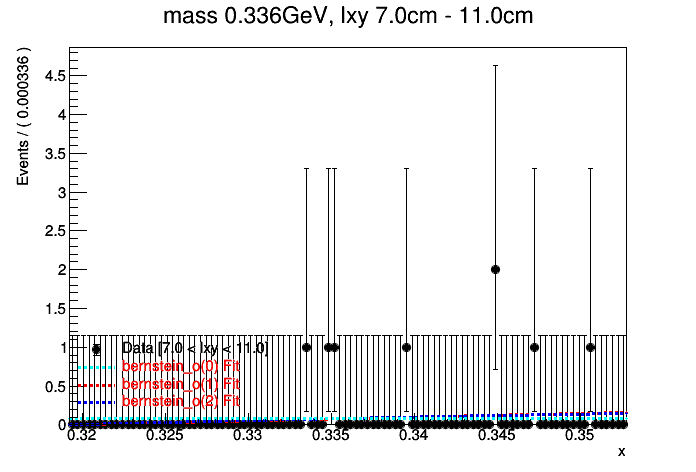 mass 0.336GeV, lxy 7.0cm - 11.0cm
Events / ( 0.000336 )
4.5
4
3.5
3
2.5
2
1.5
1
0.5
0
Data [7.0 < lxy < 11.0]
bernstein_o(0) Fit
bernstein_o(1) Fit
bernstein_o(2) Fit
0.322 0.325 0.33 0.335 0.34 0.345 0.35
x